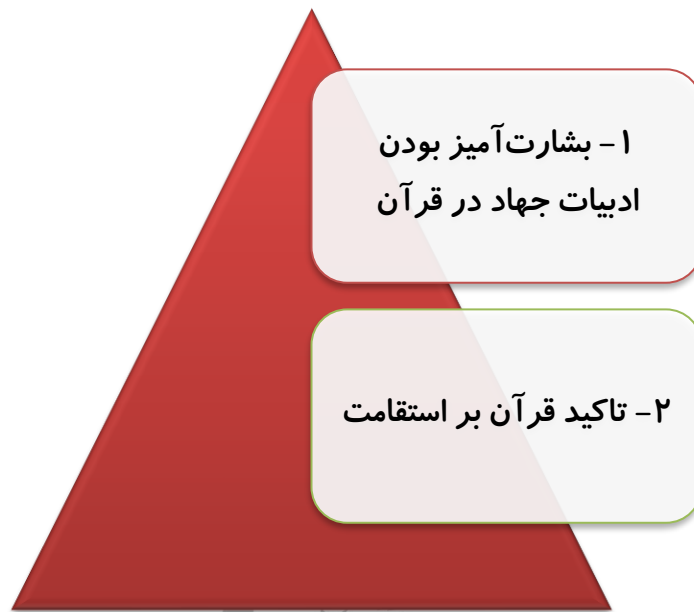 ۱- بشارت‌آمیز بودن
ادبیات جهاد در قرآن
۲- تاکید قرآن بر استقامت